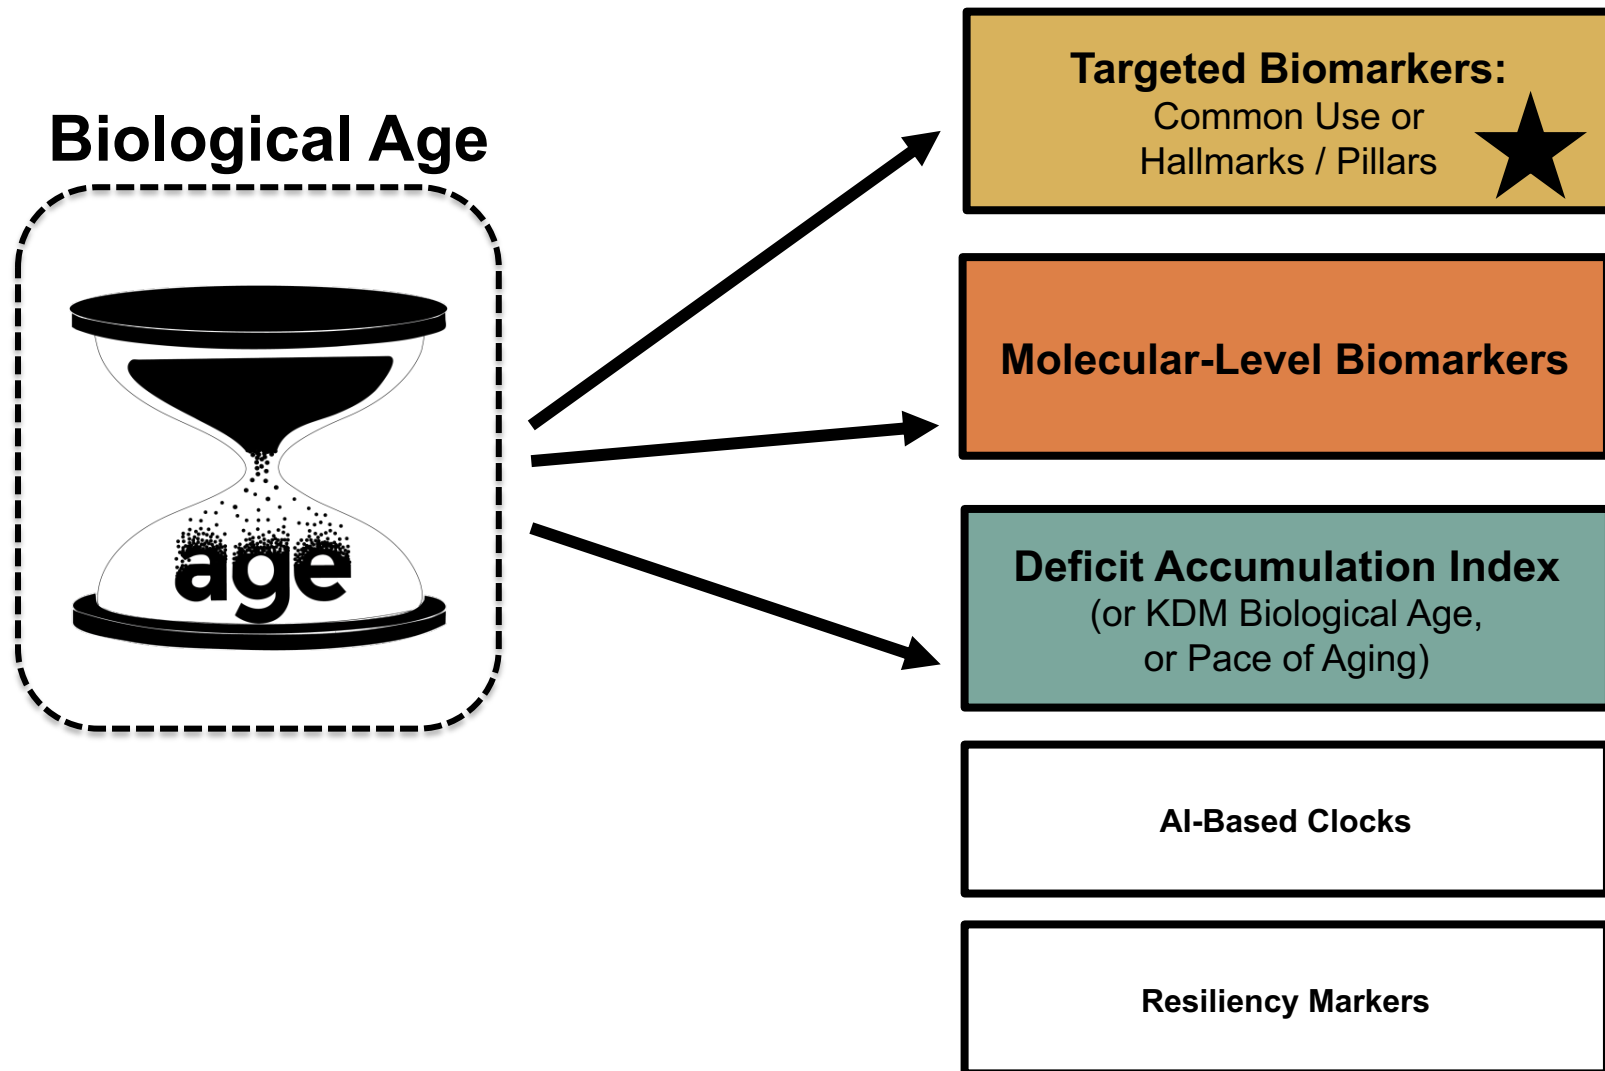 Biological Age
age
Targeted Biomarkers:
Common Use or
Hallmarks / Pillars
Molecular-Level Biomarkers
Deficit Accumulation Index
(or KDM Biological Age,
or Pace of Aging)
AI-Based Clocks
Resiliency Markers